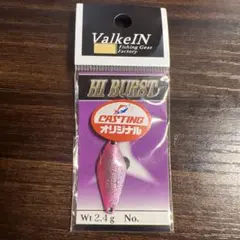 ValkeIN
Fishing Gear
Factory
HI BURST
CASTING
オリジナル
Wt 2.4g No.